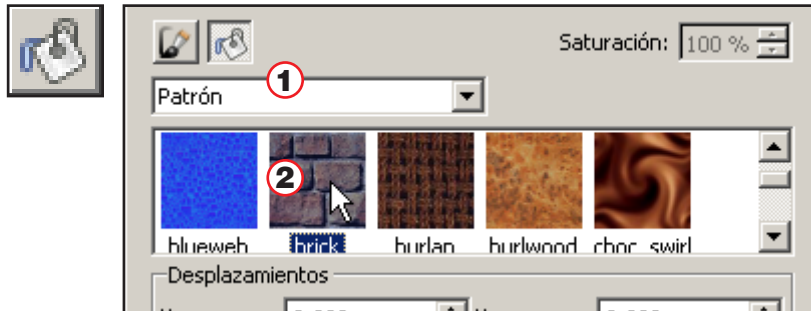 Saturación: 100 %
1
Patrón
2
blueweb brick burlap burlwood choc_swirl
Desplazamientos